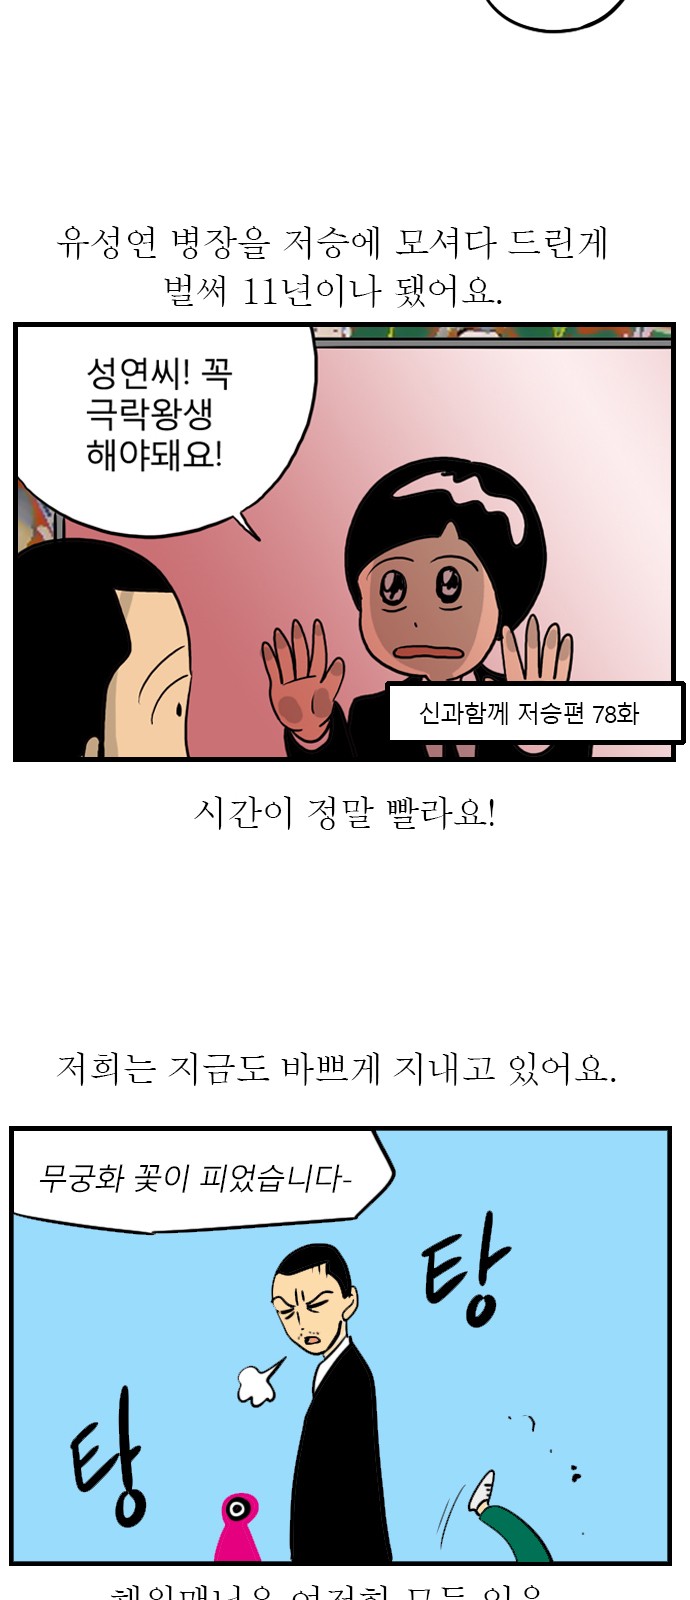 유성연 병장을 저승에 모셔다 드린게
벌써 11년이나 됐어요.
성연씨! 꼭
극락왕생
해야돼요!
신과함께 저승편 78화
시간이 정말 빨라요!
저희는 지금도 바쁘게 지내고 있어요.
무궁화 꽃이 피었습니다-
탕
탕